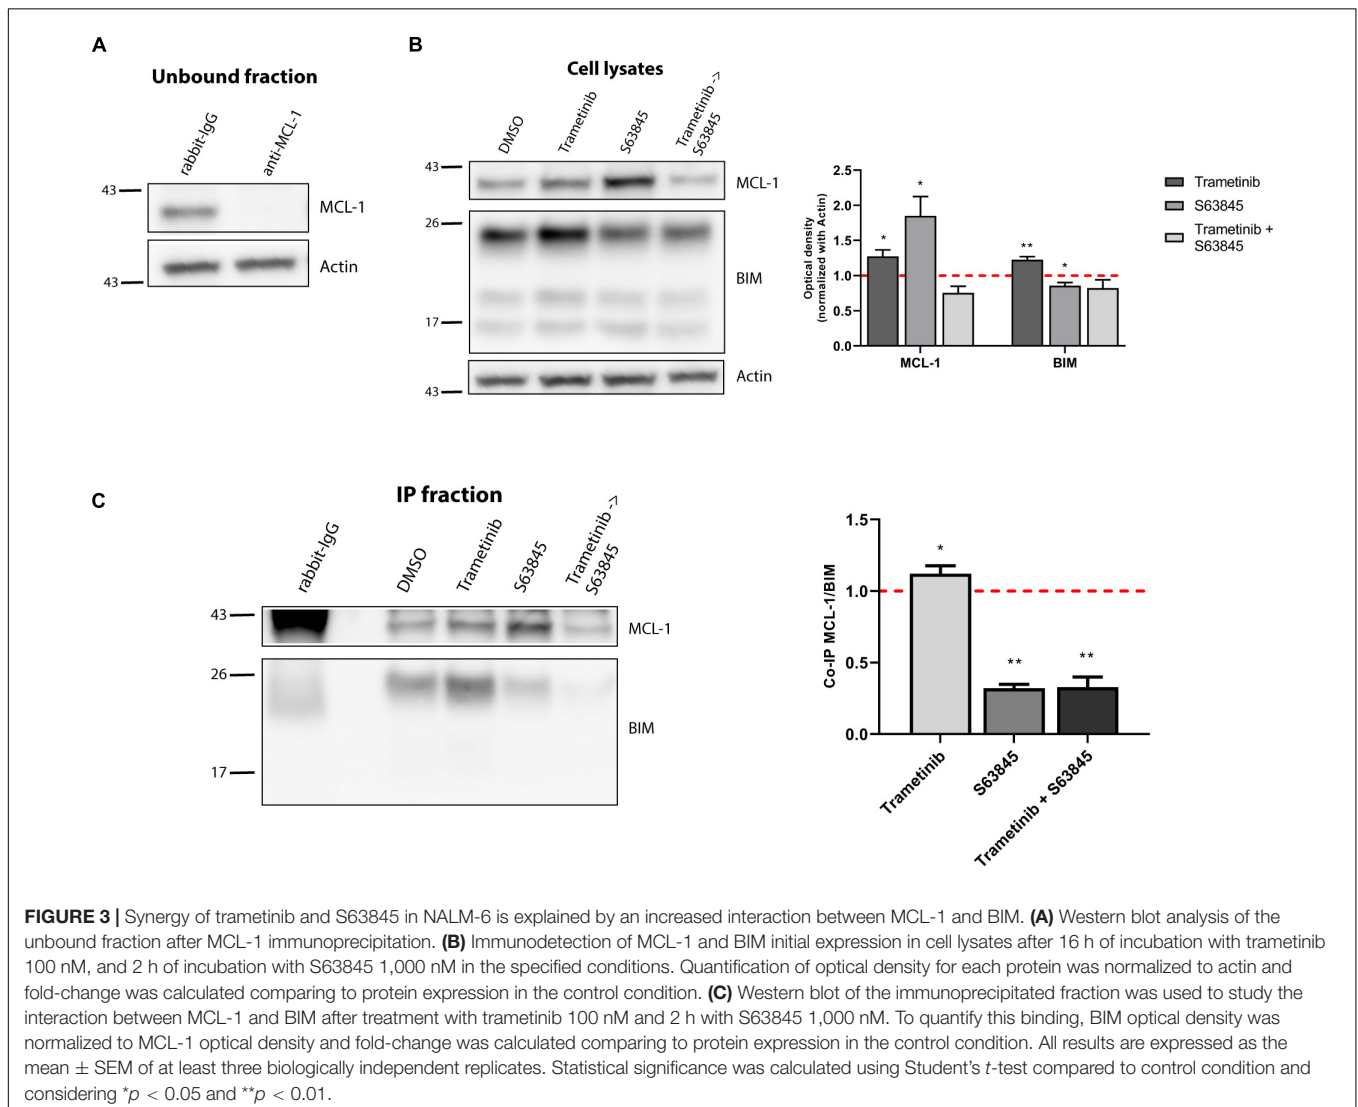 A
Unbound fraction
rabbit-IgG
anti-MCL-1
43
MCL-1
Actin
43
B
Cell lysates
DMSO
Trametinib
S63845
Trametinib ->
S63845
43
MCL-1
26
BIM
17
Actin
43
Optical density
(normalized with Actin)
2.5
2.0
1.5
1.0
0.5
0.0
*
*
**
*
MCL-1
BIM
Trametinib
S63845
Trametinib +
S63845
C
IP fraction
rabbit-IgG
DMSO
Trametinib
S63845
Trametinib ->
S63845
43
MCL-1
26
BIM
17
Co-IP MCL-1/BIM
1.5
1.0
0.5
0.0
*
**
**
Trametinib
S63845
Trametinib + S63845
FIGURE 3 | Synergy of trametinib and S63845 in NALM-6 is explained by an increased interaction between MCL-1 and BIM. (A) Western blot analysis of the
unbound fraction after MCL-1 immunoprecipitation. (B) Immunodetection of MCL-1 and BIM initial expression in cell lysates after 16 h of incubation with trametinib
100 nM, and 2 h of incubation with S63845 1,000 nM in the specified conditions. Quantification of optical density for each protein was normalized to actin and
fold-change was calculated comparing to protein expression in the control condition. (C) Western blot of the immunoprecipitated fraction was used to study the
interaction between MCL-1 and BIM after treatment with trametinib 100 nM and 2 h with S63845 1,000 nM. To quantify this binding, BIM optical density was
normalized to MCL-1 optical density and fold-change was calculated comparing to protein expression in the control condition. All results are expressed as the
mean ± SEM of at least three biologically independent replicates. Statistical significance was calculated using Student's t-test compared to control condition and
considering *p < 0.05 and **p < 0.01.